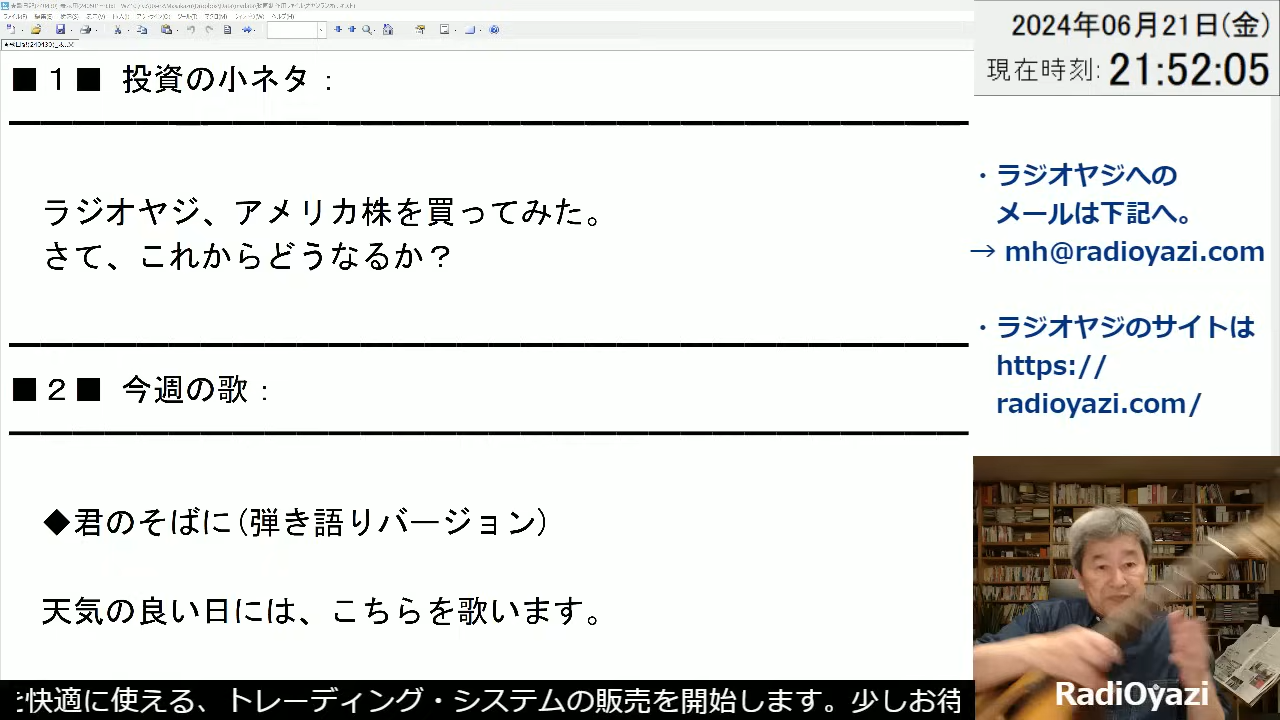 ■１■ 投資の小ネタ：
ラジオヤジ、アメリカ株を買ってみた。
さて、これからどうなるか？
■２■ 今週の歌：
◆君のそばに(弾き語りバージョン)
天気の良い日には、こちらを歌います。
2024年06月21日(金)
現在時刻: 21:52:05
・ラジオヤジへの
メールは下記へ。
→ mh@radioyazi.com
・ラジオヤジのサイトは
https://
radioyazi.com/
RadiOyazi
快適に使える、トレーディング・システムの販売を開始します。少しお待